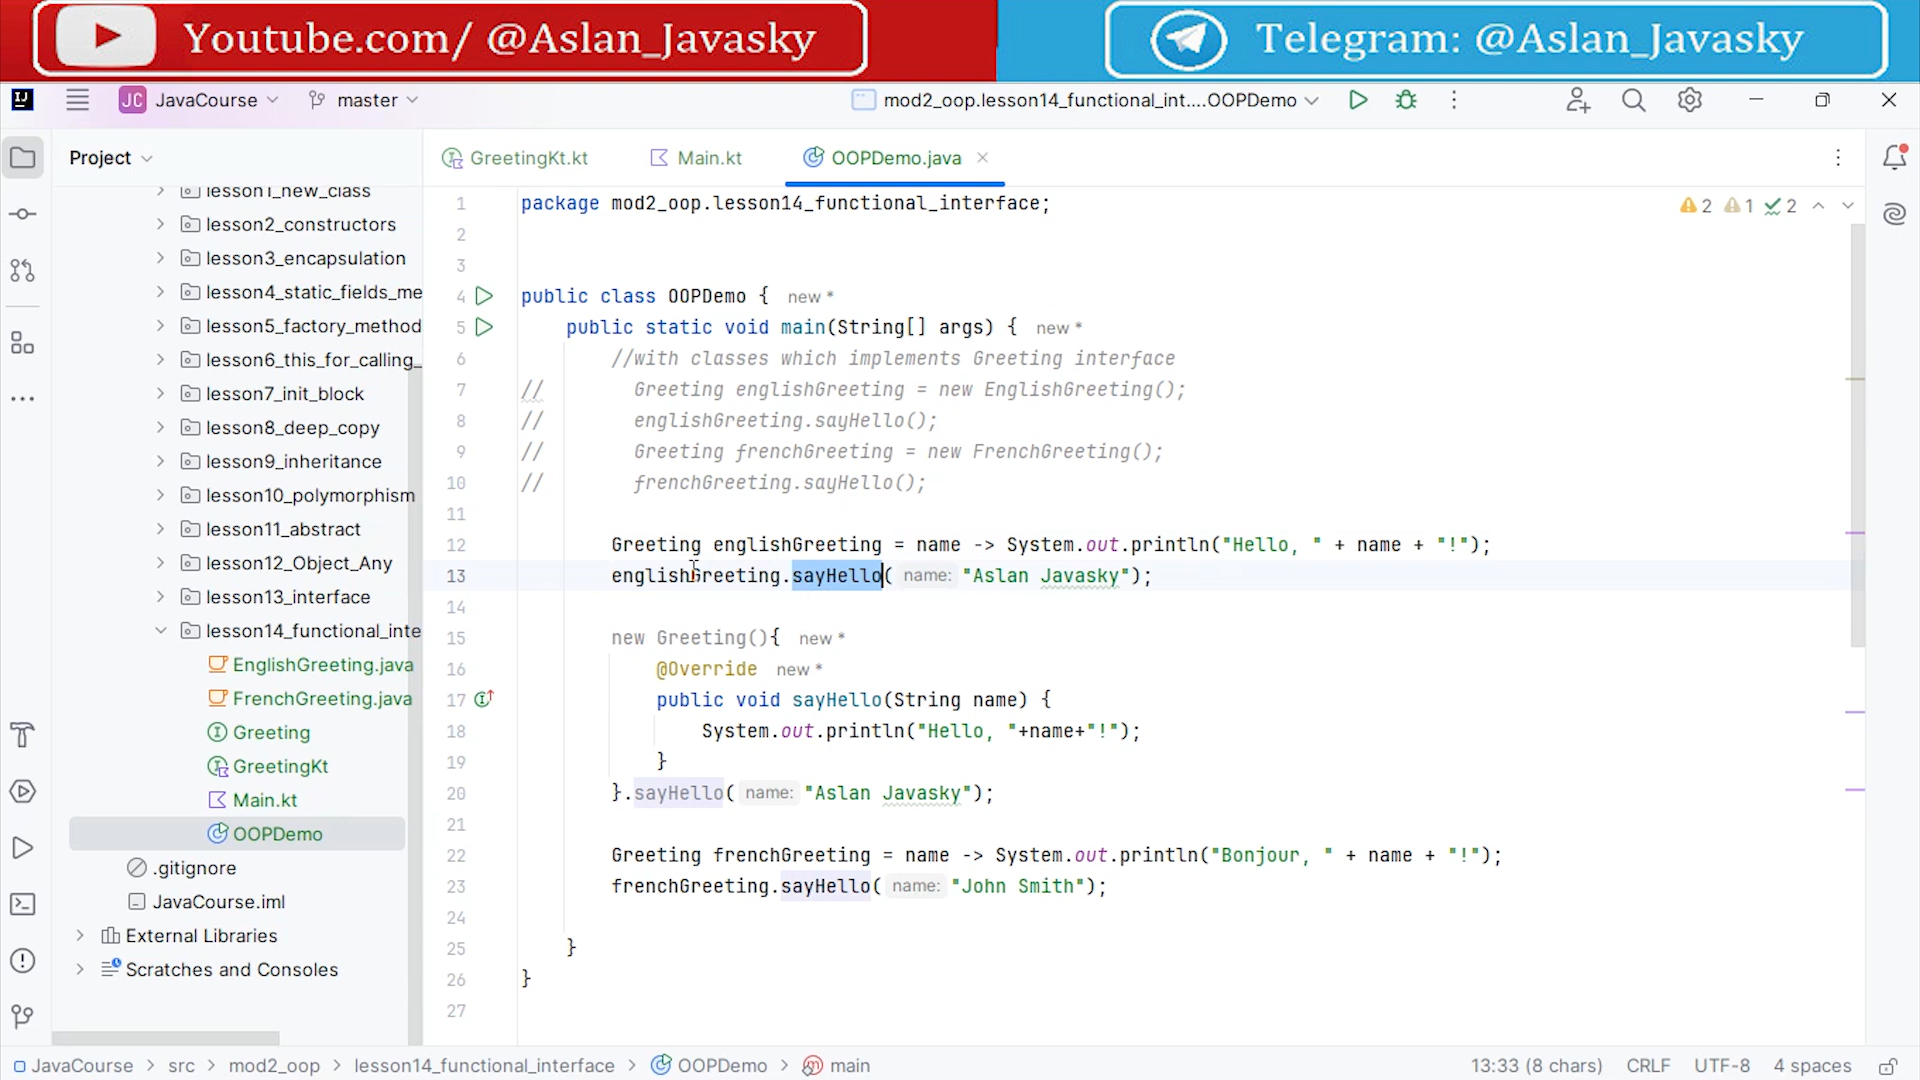 Youtube.com/ @Aslan_Javasky
Telegram: @Aslan_Javasky
JC JavaCourse master mod2_oop.lesson14_functional_int....OOPDemo
Project
GreetingKt.kt Main.kt OOPDemo.java
lesson1_new_class
lesson2_constructors
lesson3_encapsulation
lesson4_static_fields_me
lesson5_factory_method
lesson6_this_for_calling_
lesson7_init_block
lesson8_deep_copy
lesson9_inheritance
lesson10_polymorphism
lesson11_abstract
lesson12_Object_Any
lesson13_interface
lesson14_functional_inte
EnglishGreeting.java
FrenchGreeting.java
Greeting
GreetingKt
Main.kt
OOPDemo
.gitignore
JavaCourse.iml
External Libraries
Scratches and Consoles
2 1 2
1 package mod2_oop.lesson14_functional_interface;
2
3
4 public class OOPDemo { new *
5 public static void main(String[] args) { new *
6 //with classes which implements Greeting interface
7 // Greeting englishGreeting = new EnglishGreeting();
8 // englishGreeting.sayHello();
9 // Greeting frenchGreeting = new FrenchGreeting();
10 // frenchGreeting.sayHello();
11
12 Greeting englishGreeting = name -> System.out.println("Hello, " + name + "!");
13 englishGreeting.sayHello( name: "Aslan Javasky");
14
15 new Greeting(){ new *
16 @Override new *
17 public void sayHello(String name) {
18 System.out.println("Hello, "+name+"!");
19 }
20 }.sayHello( name: "Aslan Javasky");
21
22 Greeting frenchGreeting = name -> System.out.println("Bonjour, " + name + "!");
23 frenchGreeting.sayHello( name: "John Smith");
24
25 }
26 }
27
JavaCourse > src > mod2_oop > lesson14_functional_interface > OOPDemo > main
13:33 (8 chars) CRLF UTF-8 4 spaces